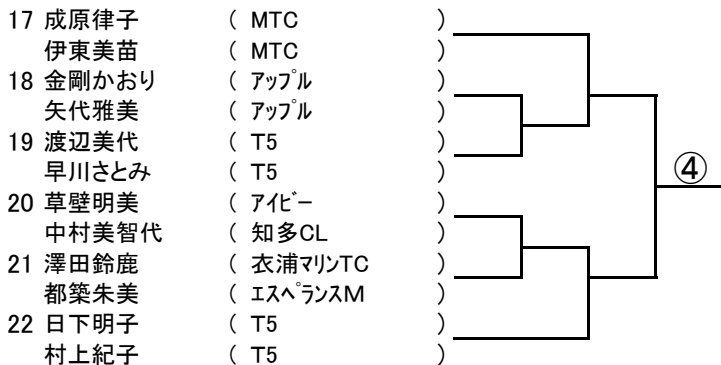 17 成原律子 ( MTC )
伊東美苗 ( MTC )
18 金剛かおり ( ｱｯﾌﾟﾙ )
矢代雅美 ( ｱｯﾌﾟﾙ )
19 渡辺美代 ( T5 )
早川さとみ ( T5 )
④
20 草壁明美 ( ｱｲﾋﾞｰ )
中村美智代 ( 知多CL )
21 澤田鈴鹿 ( 衣浦ﾏﾘﾝTC )
都築朱美 ( ｴｽﾍﾟﾗﾝｽM )
22 日下明子 ( T5 )
村上紀子 ( T5 )